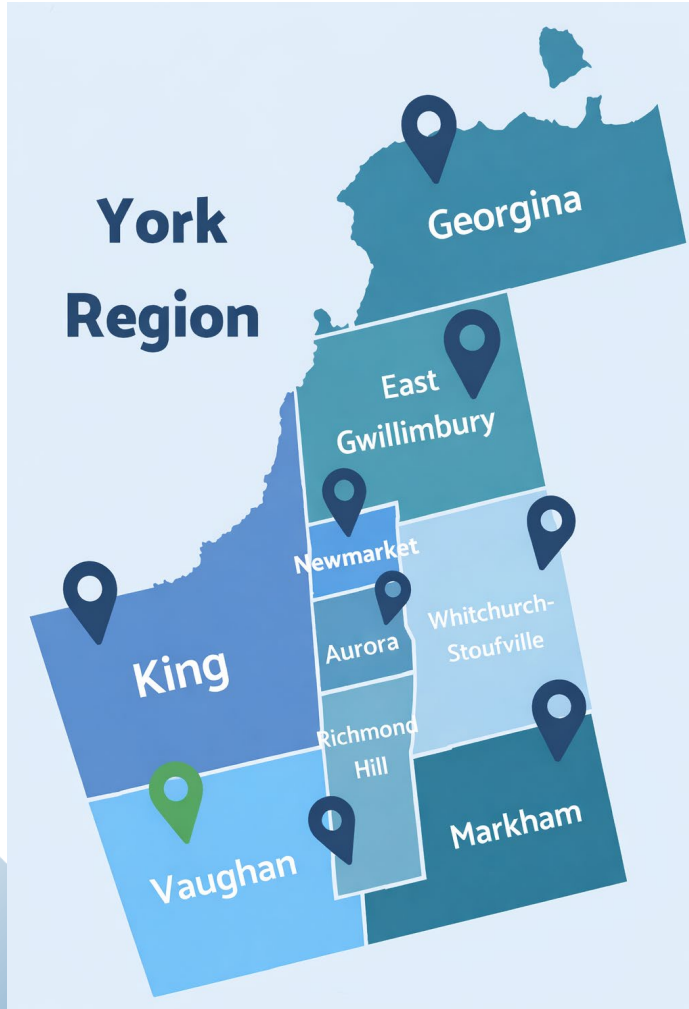 York
Region
Georgina
East
Gwillimbury
Newmarket
Whitchurch-
Stoufville
Aurora
King
Richmond
Hill
Markham
Vaughan